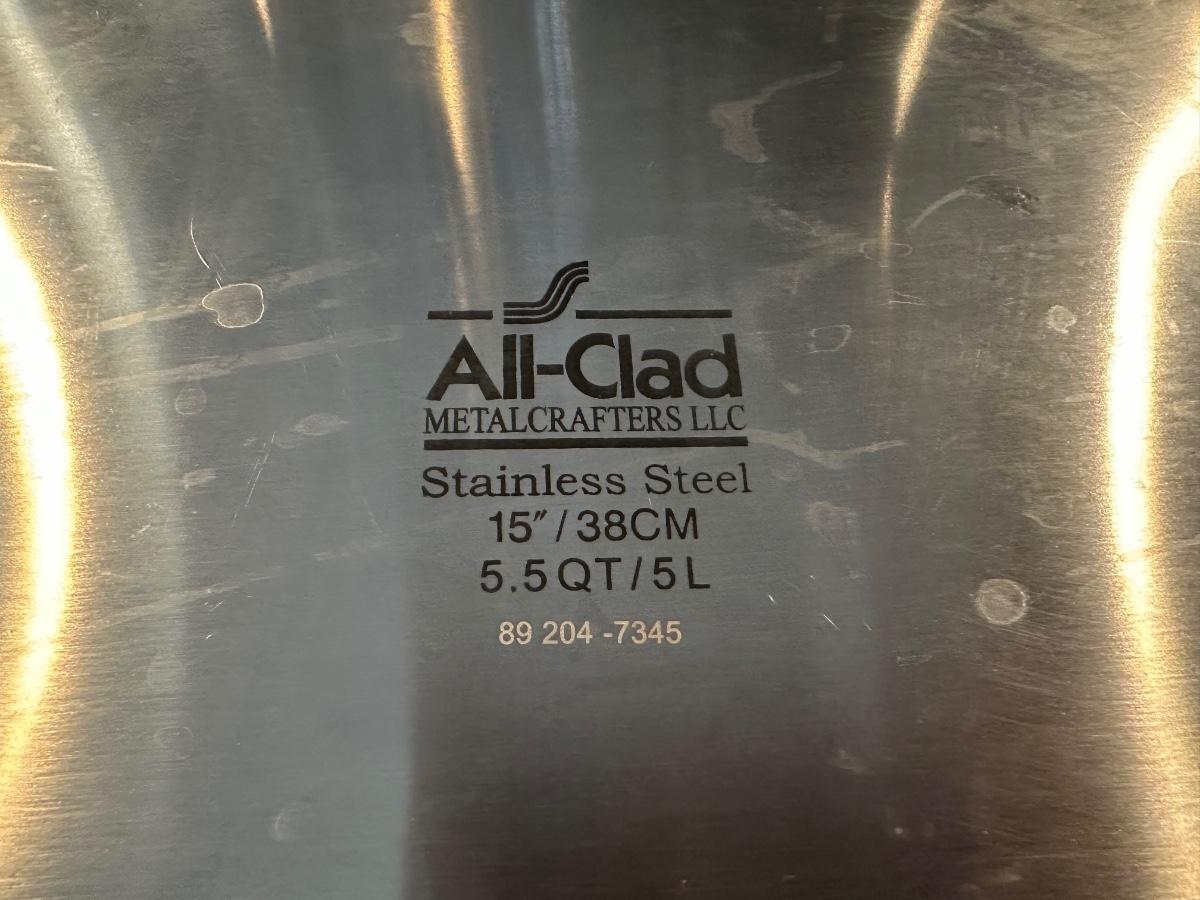 All-Clad
METALCRAFTERS LLC
Stainless Steel
15″/38CM
5.5QT/5L
89 204 -7345